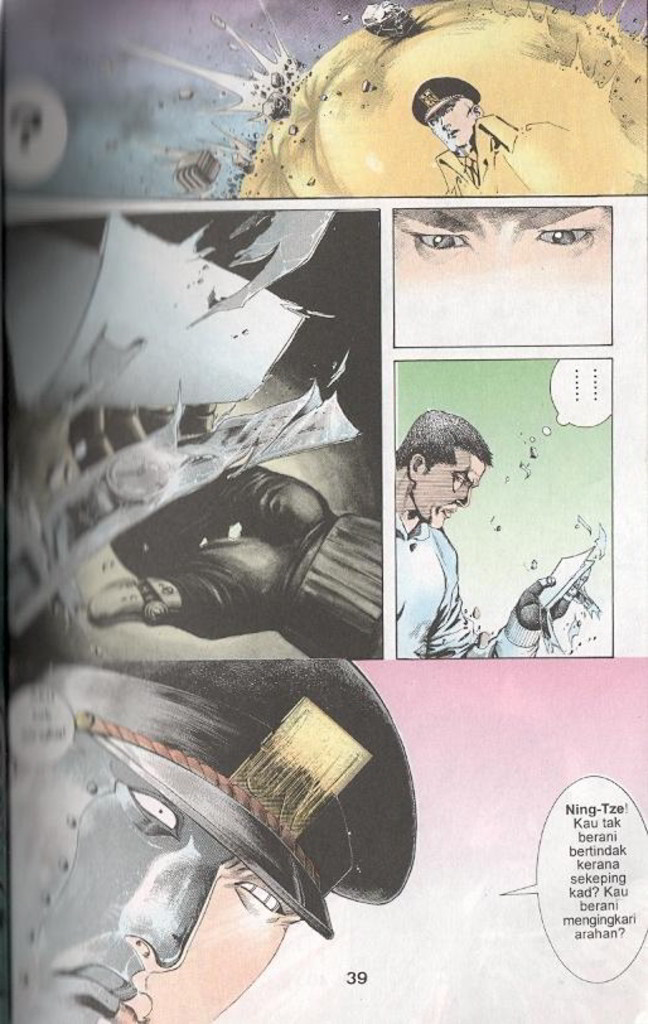 ?
......
Ning-Tze!
Kau tak
berani
bertindak
kerana
sekeping
kad? Kau
berani
mengingkari
arahan?
39